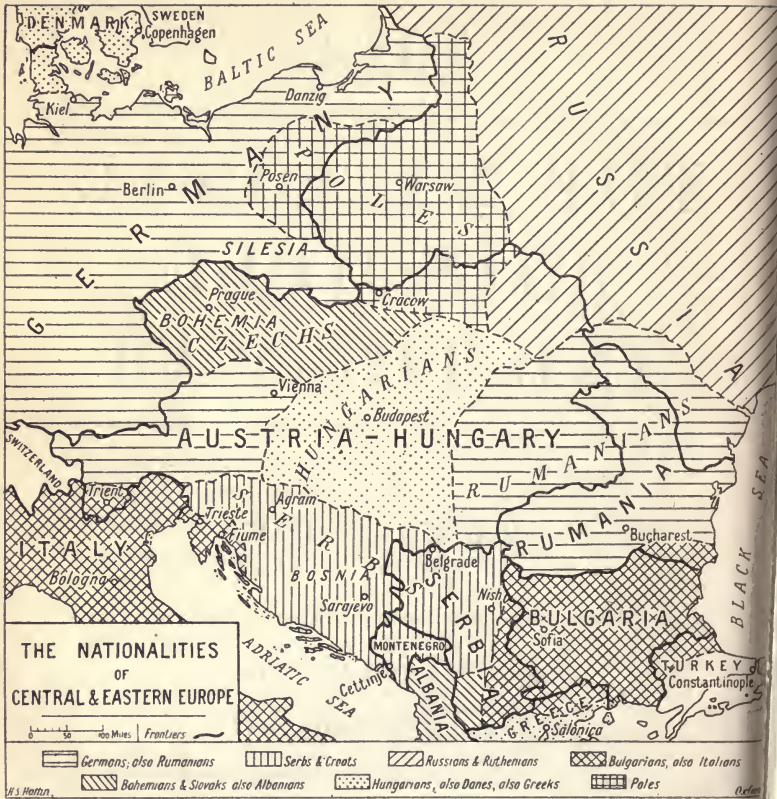 DENMARK
SWEDEN
Copenhagen
BALTIC SEA
RUSSIA
Kiel
Danzig
GERMANY
Berlin
Posen
POLES
Warsaw
SILESIA
Cracow
Prague
BOHEMIA
CZECHS
Vienna
HUNGARIANS
Budapest
AUSTRIA-HUNGARY
SWITZERLAND
RUMANIANS
RUMANIA
Bucharest
Trient
Trieste
Fiume
Agram
SERBS
ITALY
Bologna
BOSNIA
Sarajevo
Belgrade
SERBIA
Nish
BULGARIA
Sofia
BLACK SEA
MONTENEGRO
Cettinje
ADRIATIC SEA
ALBANIA
TURKEY
Constantinople
GREECE
Salonica
THE NATIONALITIES
OF
CENTRAL & EASTERN EUROPE
0 50 100 Miles Frontiers
Germans, also Rumanians Serbs & Croats Russians & Ruthenians Bulgarians, also Italians
Bohemians & Slovaks also Albanians Hungarians, also Danes, also Greeks Poles